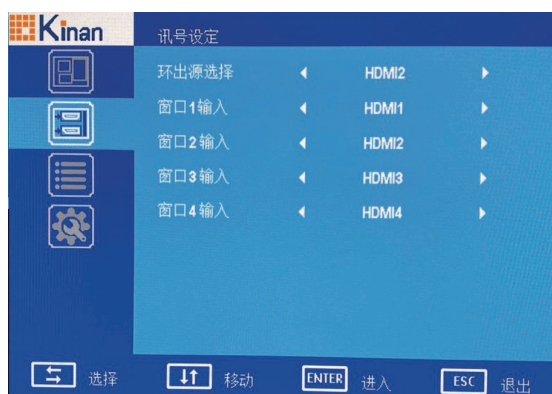 Kinan
讯号设定
环出源选择 HDMI2
窗口1输入 HDMI1
窗口2输入 HDMI2
窗口3输入 HDMI3
窗口4输入 HDMI4
选择 移动 ENTER 进入 ESC 退出